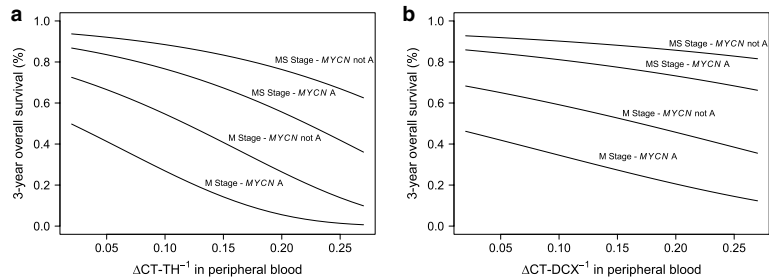 a
3-year overall survival (%)
1.0
0.8
0.6
0.4
0.2
0.0
MS Stage - MYCN not A
MS Stage - MYCN A
M Stage - MYCN not A
M Stage - MYCN A
0.05 0.10 0.15 0.20 0.25
ΔCT-TH⁻¹ in peripheral blood
b
3-year overall survival (%)
1.0
0.8
0.6
0.4
0.2
0.0
MS Stage - MYCN not A
MS Stage - MYCN A
M Stage - MYCN not A
M Stage - MYCN A
0.05 0.10 0.15 0.20 0.25
ΔCT-DCX⁻¹ in peripheral blood